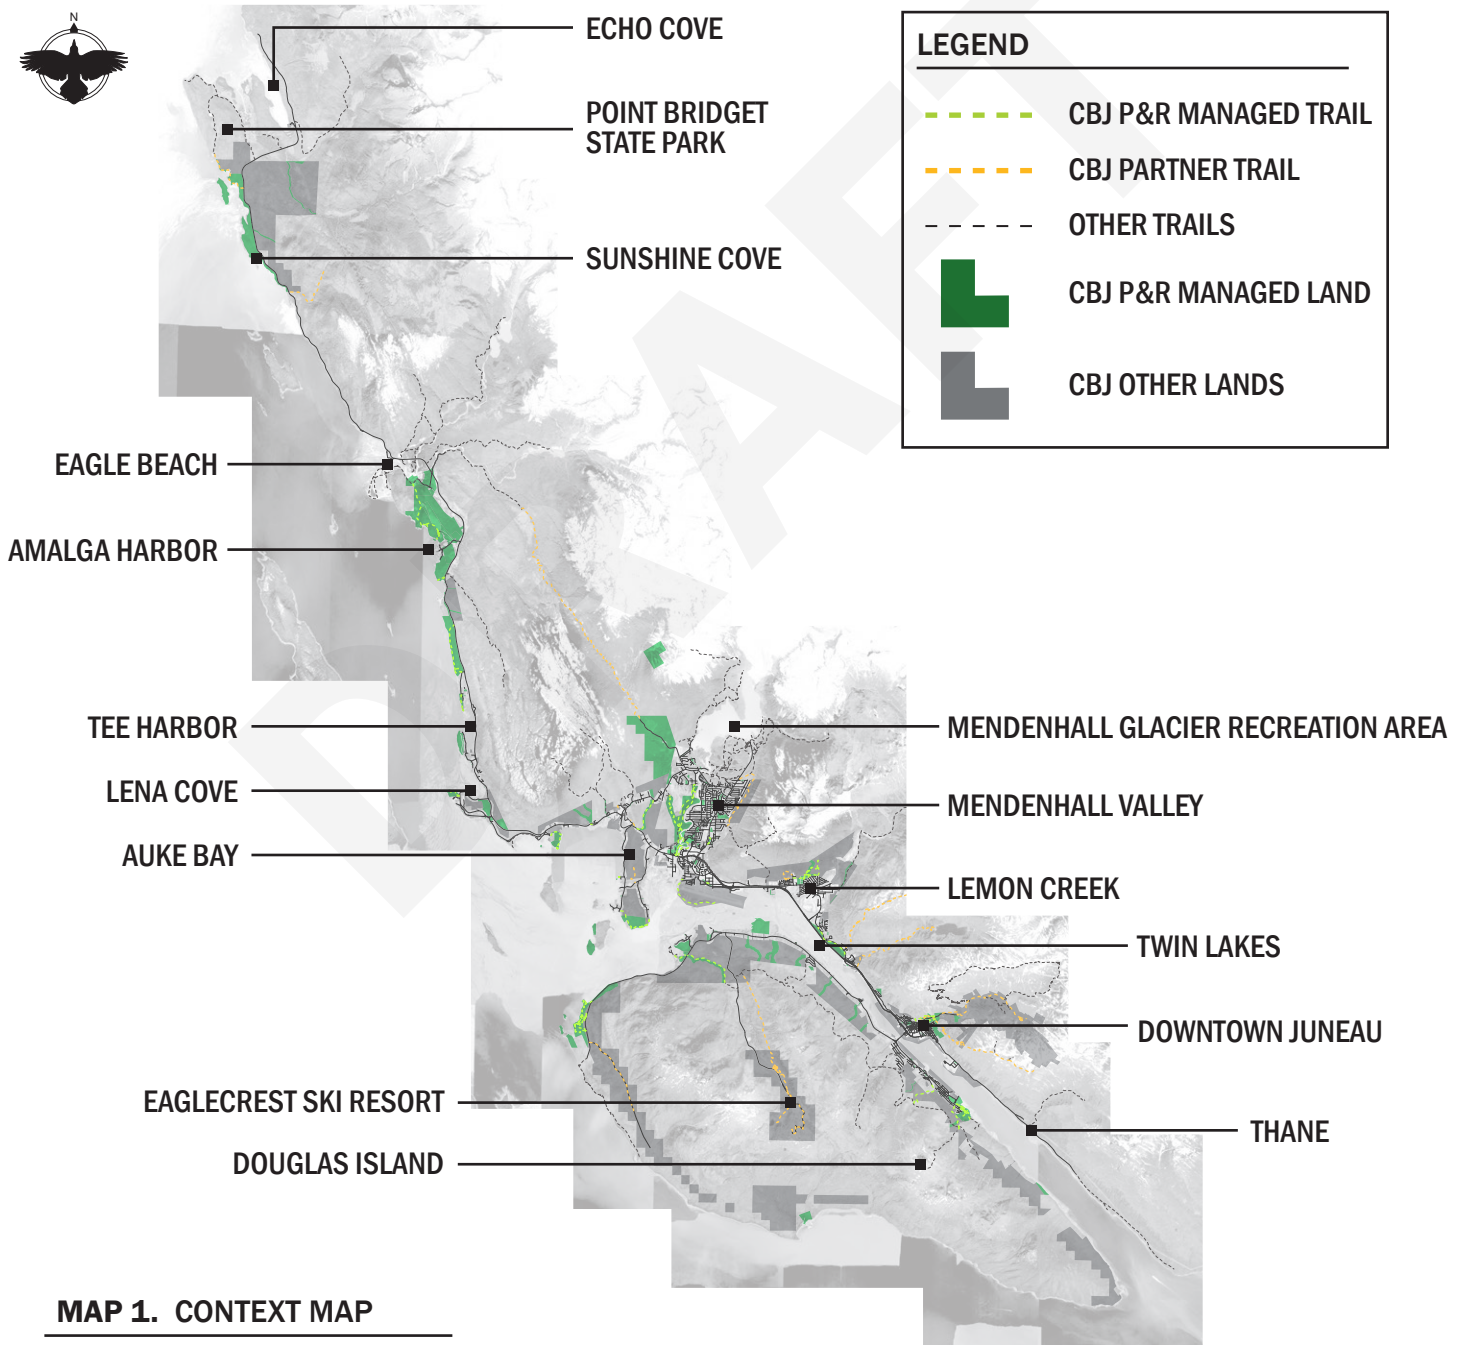 N
ECHO COVE
POINT BRIDGET
STATE PARK
SUNSHINE COVE
LEGEND
CBJ P&R MANAGED TRAIL
CBJ PARTNER TRAIL
OTHER TRAILS
CBJ P&R MANAGED LAND
CBJ OTHER LANDS
EAGLE BEACH
AMALGA HARBOR
TEE HARBOR
LENA COVE
AUKE BAY
MENDENHALL GLACIER RECREATION AREA
MENDENHALL VALLEY
LEMON CREEK
TWIN LAKES
DOWNTOWN JUNEAU
EAGLECREST SKI RESORT
THANE
DOUGLAS ISLAND
MAP 1. CONTEXT MAP
DRAFT